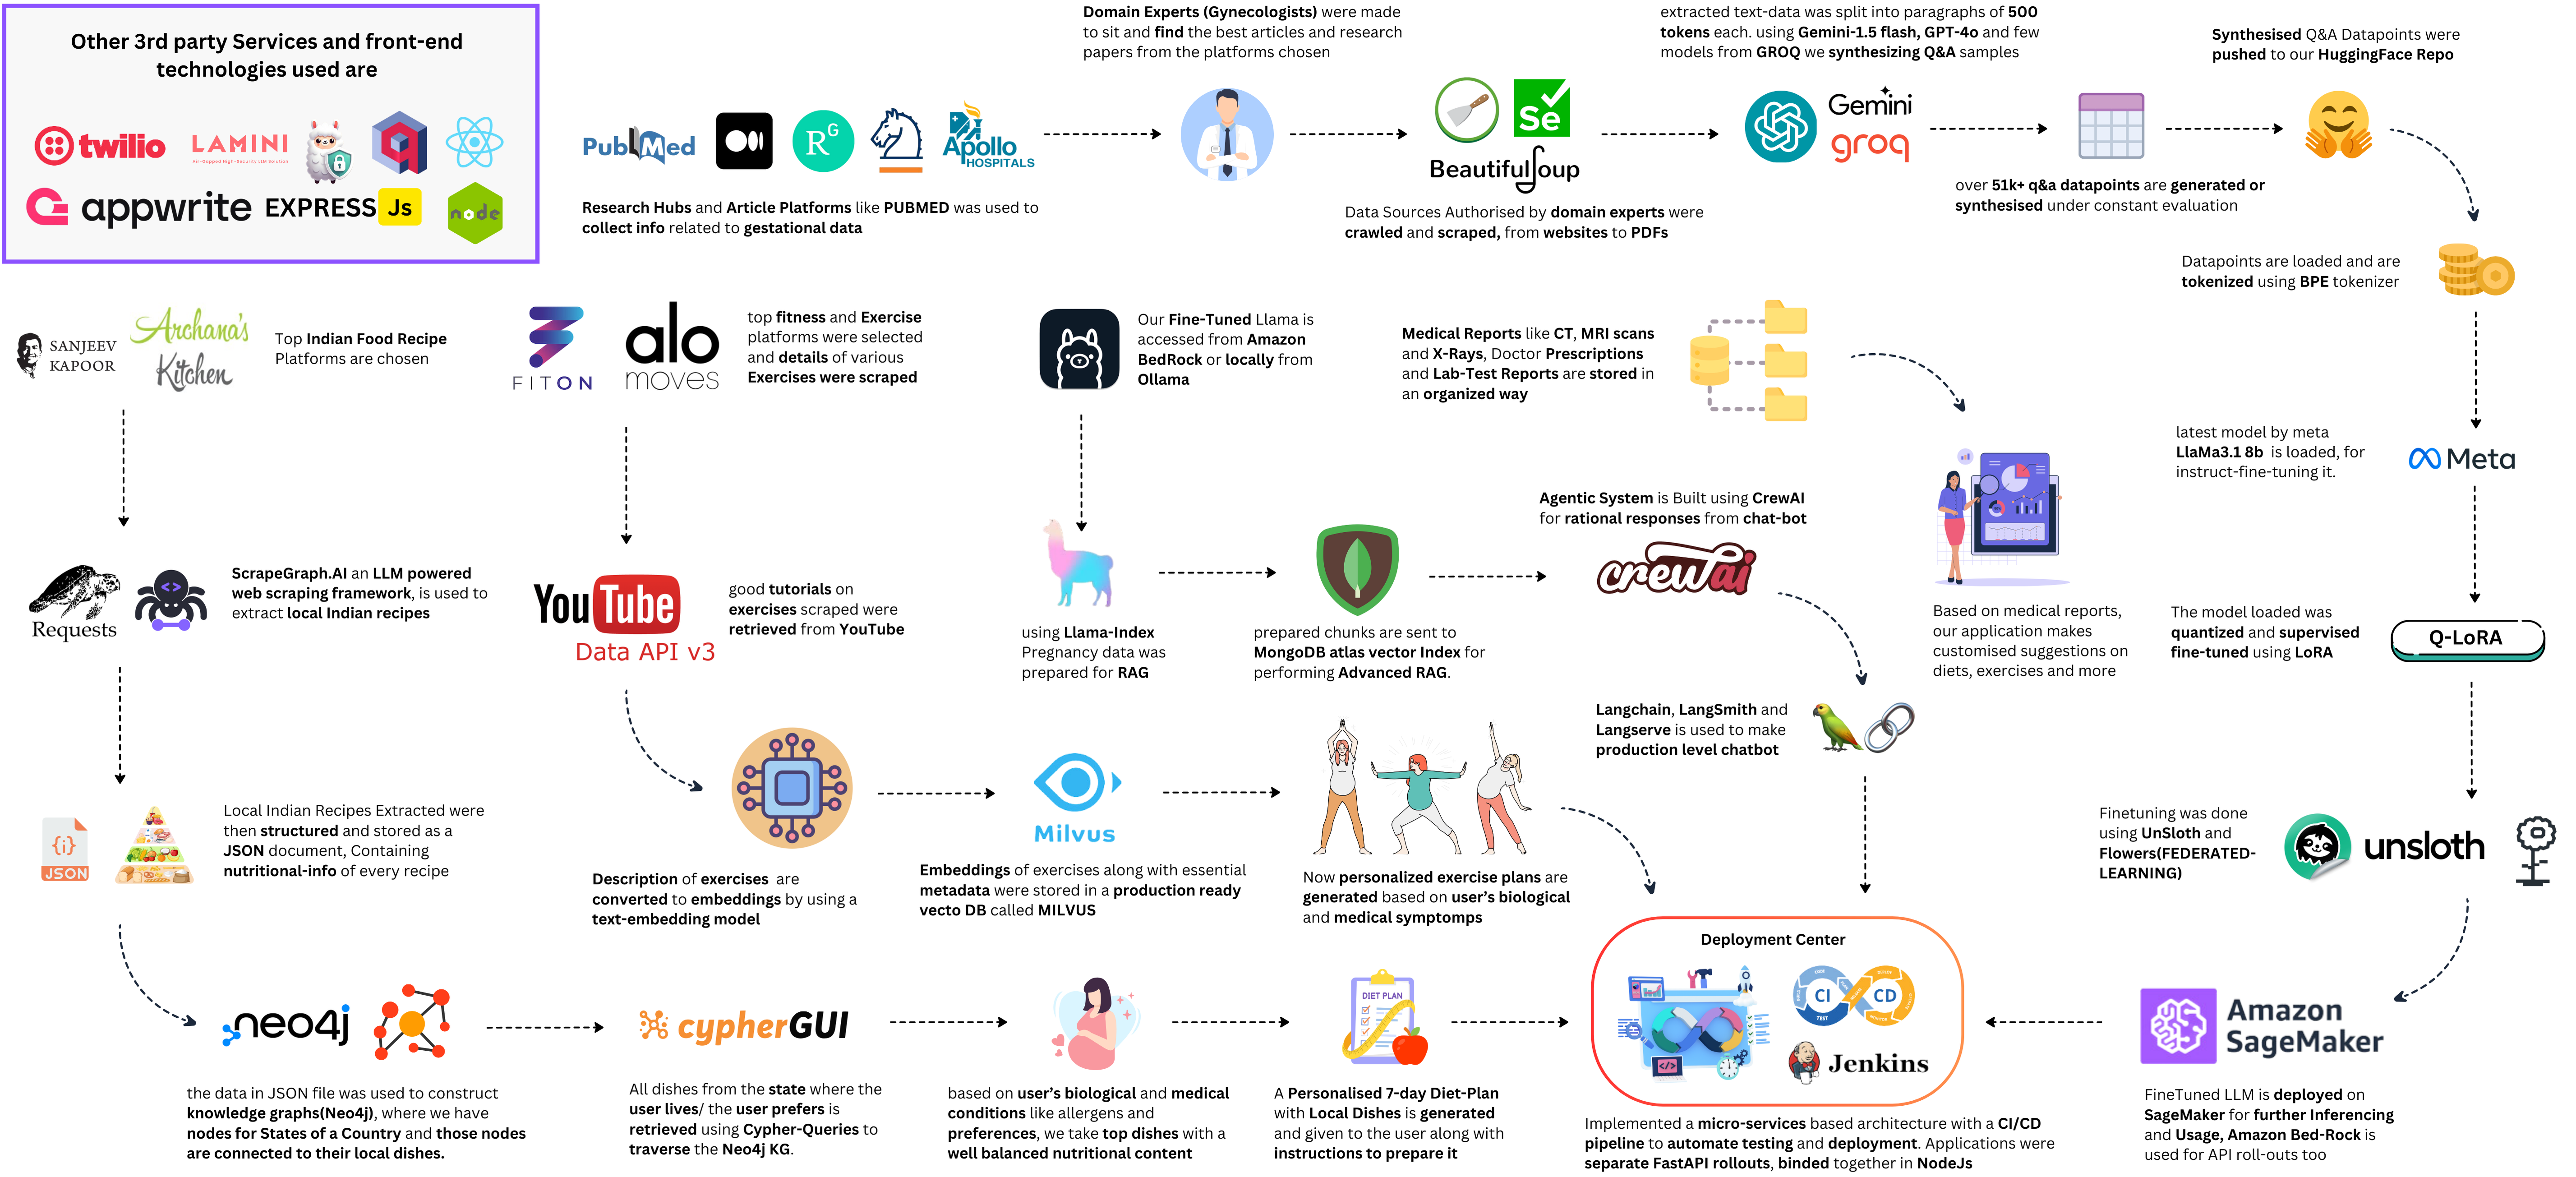 Other 3rd party Services and front-end
technologies used are
twilio
LAMINI
Air-Gapped High-Security LLM Solution
appwrite
EXPRESS Js
node
PubMed
RG
Apollo
HOSPITALS
Research Hubs and Article Platforms like PUBMED was used to
collect info related to gestational data
Domain Experts (Gynecologists) were made
to sit and find the best articles and research
papers from the platforms chosen
Se
BeautifulSoup
Data Sources Authorised by domain experts were
crawled and scraped, from websites to PDFs
extracted text-data was split into paragraphs of 500
tokens each. using Gemini-1.5 flash, GPT-4o and few
models from GROQ we synthesizing Q&A samples
Gemini
groq
over 51k+ q&a datapoints are generated or
synthesised under constant evaluation
Synthesised Q&A Datapoints were
pushed to our HuggingFace Repo
Datapoints are loaded and are
tokenized using BPE tokenizer
latest model by meta
LlaMa3.1 8b is loaded, for
instruct-fine-tuning it.
Meta
The model loaded was
quantized and supervised
fine-tuned using LoRA
Q-LoRA
Finetuning was done
using UnSloth and
Flowers(FEDERATED-
LEARNING)
unsloth
Amazon
SageMaker
FineTuned LLM is deployed on
SageMaker for further Inferencing
and Usage, Amazon Bed-Rock is
used for API roll-outs too
SANJEEV
KAPOOR
Archana's
Kitchen
Top Indian Food Recipe
Platforms are chosen
Requests
ScrapeGraph.AI an LLM powered
web scraping framework, is used to
extract local Indian recipes
{i}
JSON
Local Indian Recipes Extracted were
then structured and stored as a
JSON document, Containing
nutritional-info of every recipe
neo4j
the data in JSON file was used to construct
knowledge graphs(Neo4j), where we have
nodes for States of a Country and those nodes
are connected to their local dishes.
cypherGUI
All dishes from the state where the
user lives/ the user prefers is
retrieved using Cypher-Queries to
traverse the Neo4j KG.
based on user's biological and medical
conditions like allergens and
preferences, we take top dishes with a
well balanced nutritional content
DIET PLAN
A Personalised 7-day Diet-Plan
with Local Dishes is generated
and given to the user along with
instructions to prepare it
FITON
alo
moves
top fitness and Exercise
platforms were selected
and details of various
Exercises were scraped
YouTube
Data API v3
good tutorials on
exercises scraped were
retrieved from YouTube
Description of exercises are
converted to embeddings by using a
text-embedding model
Milvus
Embeddings of exercises along with essential
metadata were stored in a production ready
vecto DB called MILVUS
Now personalized exercise plans are
generated based on user's biological
and medical symptomps
Our Fine-Tuned Llama is
accessed from Amazon
BedRock or locally from
Ollama
using Llama-Index
Pregnancy data was
prepared for RAG
prepared chunks are sent to
MongoDB atlas vector Index for
performing Advanced RAG.
Agentic System is Built using CrewAI
for rational responses from chat-bot
crewai
Langchain, LangSmith and
Langserve is used to make
production level chatbot
Medical Reports like CT, MRI scans
and X-Rays, Doctor Prescriptions
and Lab-Test Reports are stored in
an organized way
Based on medical reports,
our application makes
customised suggestions on
diets, exercises and more
Deployment Center
CI CD
TEST
Jenkins
Implemented a micro-services based architecture with a CI/CD
pipeline to automate testing and deployment. Applications were
separate FastAPI rollouts, binded together in NodeJs